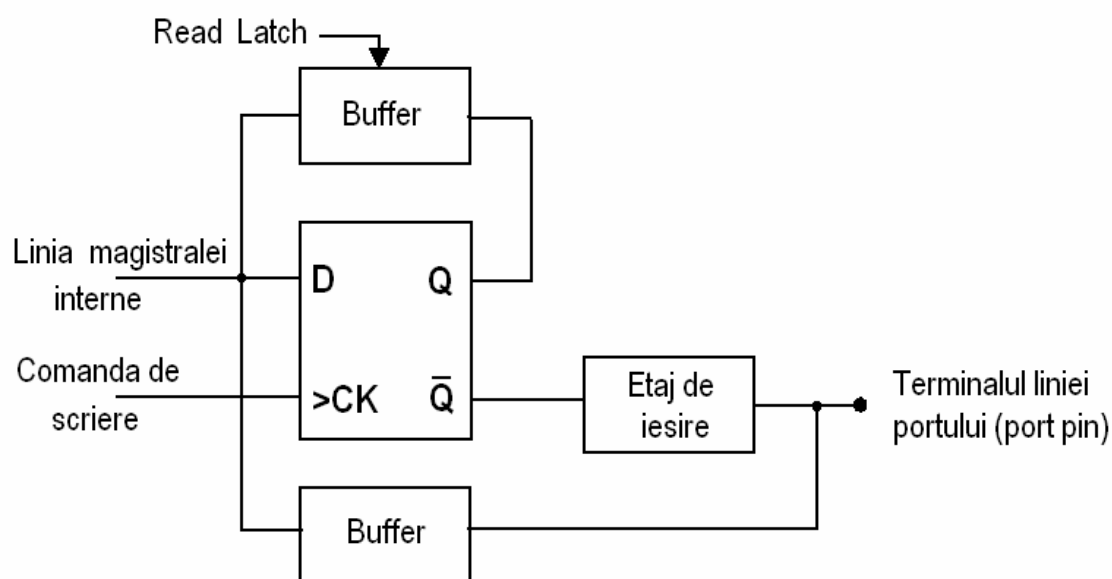 Read Latch
Buffer
Linia magistralei
interne
D
Q
Comanda de
scriere
>CK
Q̅
Etaj de
iesire
Terminalul liniei
portului (port pin)
Buffer